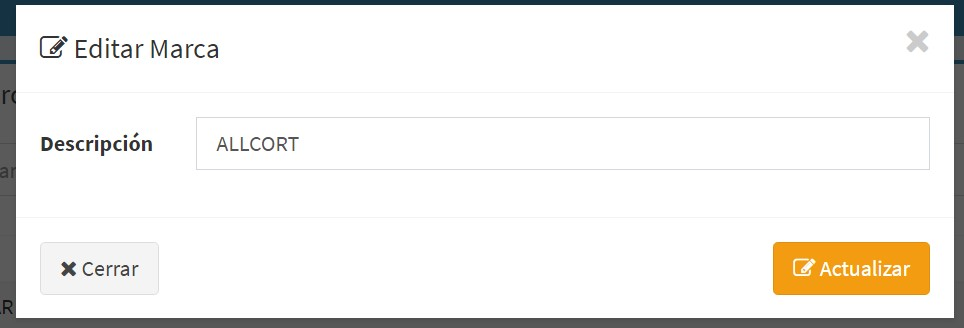 Editar Marca
Descripción
ALLCORT
Cerrar
Actualizar